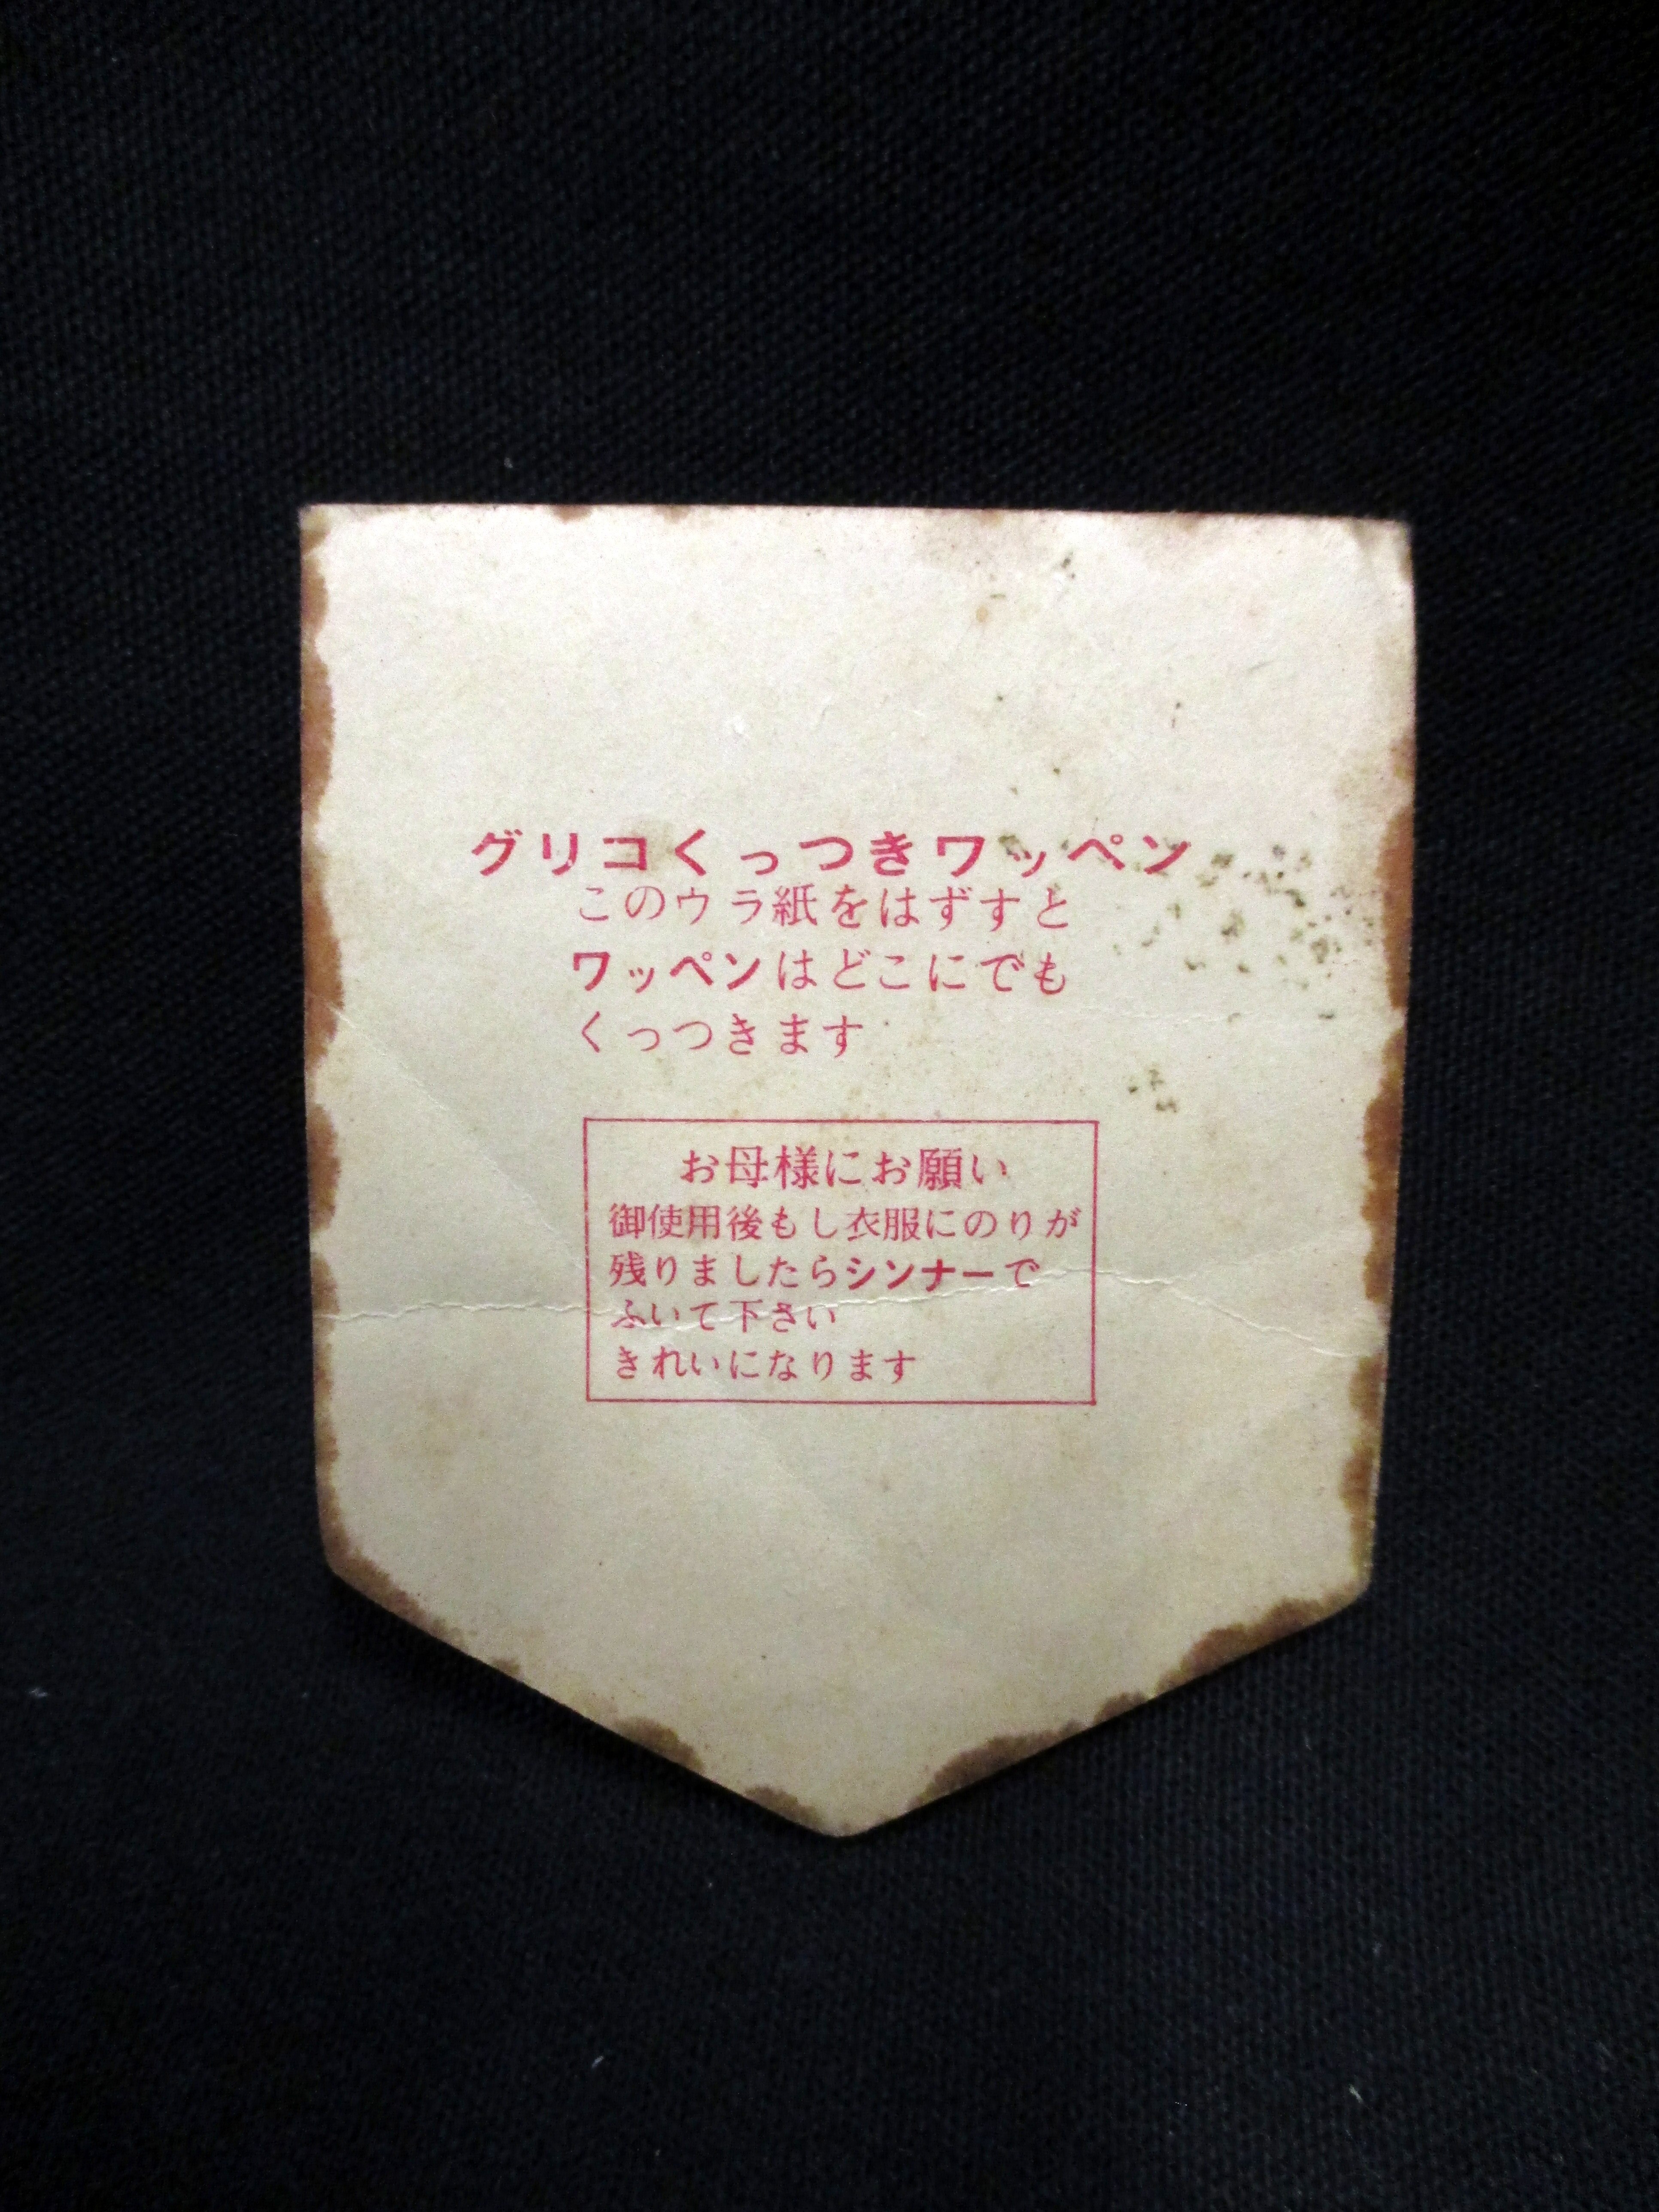 グリコくっつきワッペン
このウラ紙をはずすと
ワッペンはどこにでも
くっつきます
お母様にお願い
御使用後もし衣服にのりが
残りましたらシンナーで
ふいて下さい
きれいになります